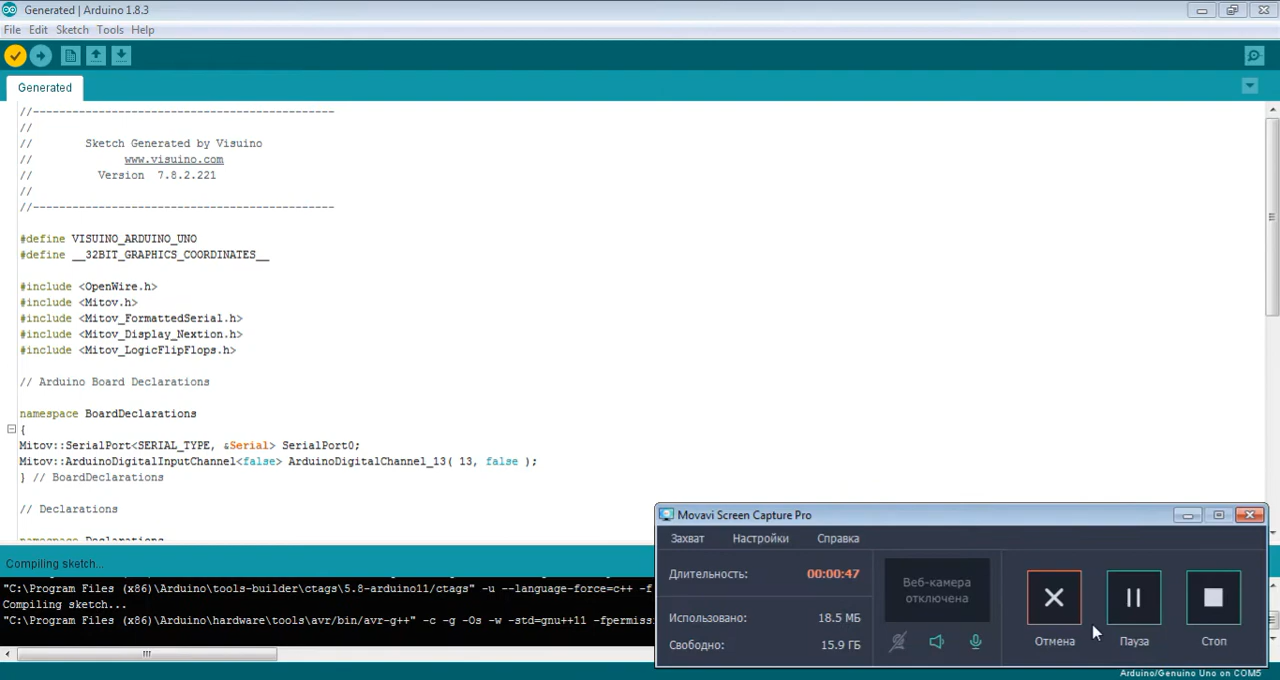 Generated | Arduino 1.8.3
File Edit Sketch Tools Help
Generated
//----------------------------------------------
//
// Sketch Generated by Visuino
// www.visuino.com
// Version 7.8.2.221
//
//----------------------------------------------
#define VISUINO_ARDUINO_UNO
#define __32BIT_GRAPHICS_COORDINATES__
#include <OpenWire.h>
#include <Mitov.h>
#include <Mitov_FormattedSerial.h>
#include <Mitov_Display_Nextion.h>
#include <Mitov_LogicFlipFlops.h>
// Arduino Board Declarations
namespace BoardDeclarations
{
Mitov::SerialPort<SERIAL_TYPE, &Serial> SerialPort0;
Mitov::ArduinoDigitalInputChannel<false> ArduinoDigitalChannel_13( 13, false );
} // BoardDeclarations
// Declarations
namespace Declarations
Compiling sketch...
"C:\Program Files (x86)\Arduino\tools-builder\ctags\5.8-arduino11/ctags" -u --language-force=c++ -f
Compiling sketch...
"C:\Program Files (x86)\Arduino\hardware\tools\avr/bin/avr-g++" -c -g -Os -w -std=gnu++11 -fpermiss
Movavi Screen Capture Pro
Захват Настройки Справка
Длительность: 00:00:47
Использовано: 18.5 МБ
Свободно: 15.9 ГБ
Веб-камера
отключена
Отмена Пауза Стоп
Arduino/Genuino Uno on COM5